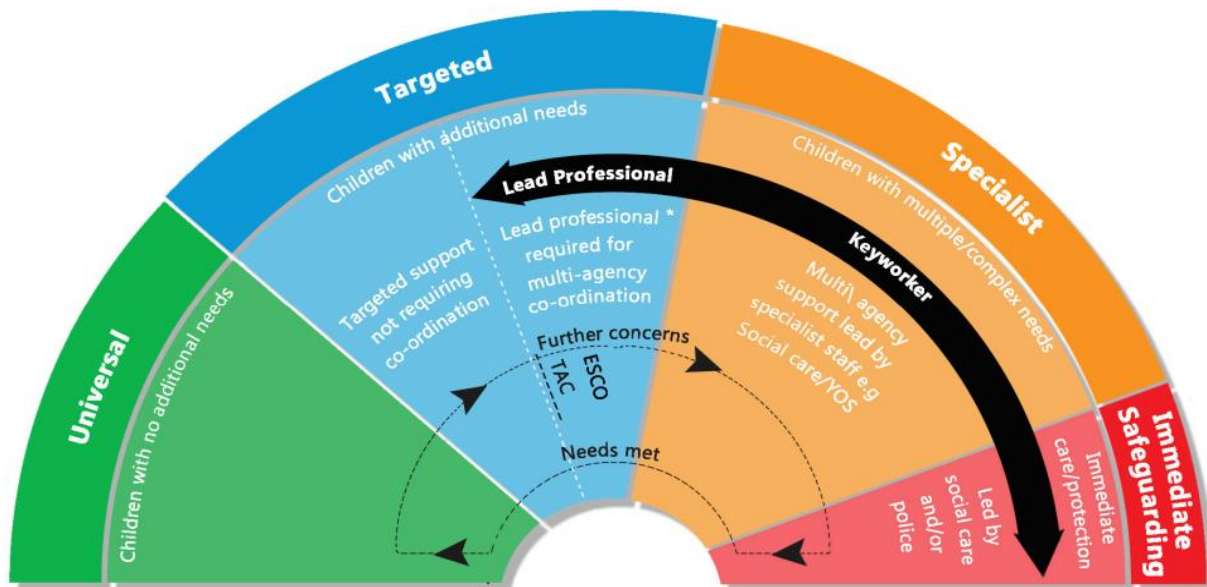 Universal
Children with no additional needs
Targeted
Children with additional needs
Targeted support
not requiring
co-ordination
Lead Professional
Lead professional *
required for
multi-agency
co-ordination
Further concerns
ESCO
TAC
Needs met
Specialist
Children with multiple/complex needs
Keyworker
Multi\ agency
support lead by
specialist staff e.g
Social care/YOS
Immediate
Safeguarding
Immediate
care/protection
Led by
social care
and/or
police